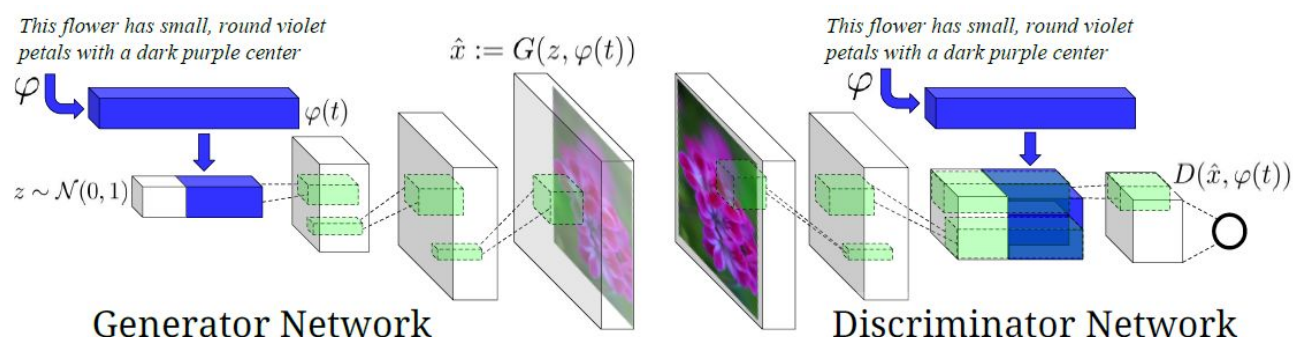 This flower has small, round violet
petals with a dark purple center
φ
φ(t)
z ∼ 𝒩(0, 1)
x̂ := G(z, φ(t))
Generator Network
This flower has small, round violet
petals with a dark purple center
φ
D(x̂, φ(t))
Discriminator Network